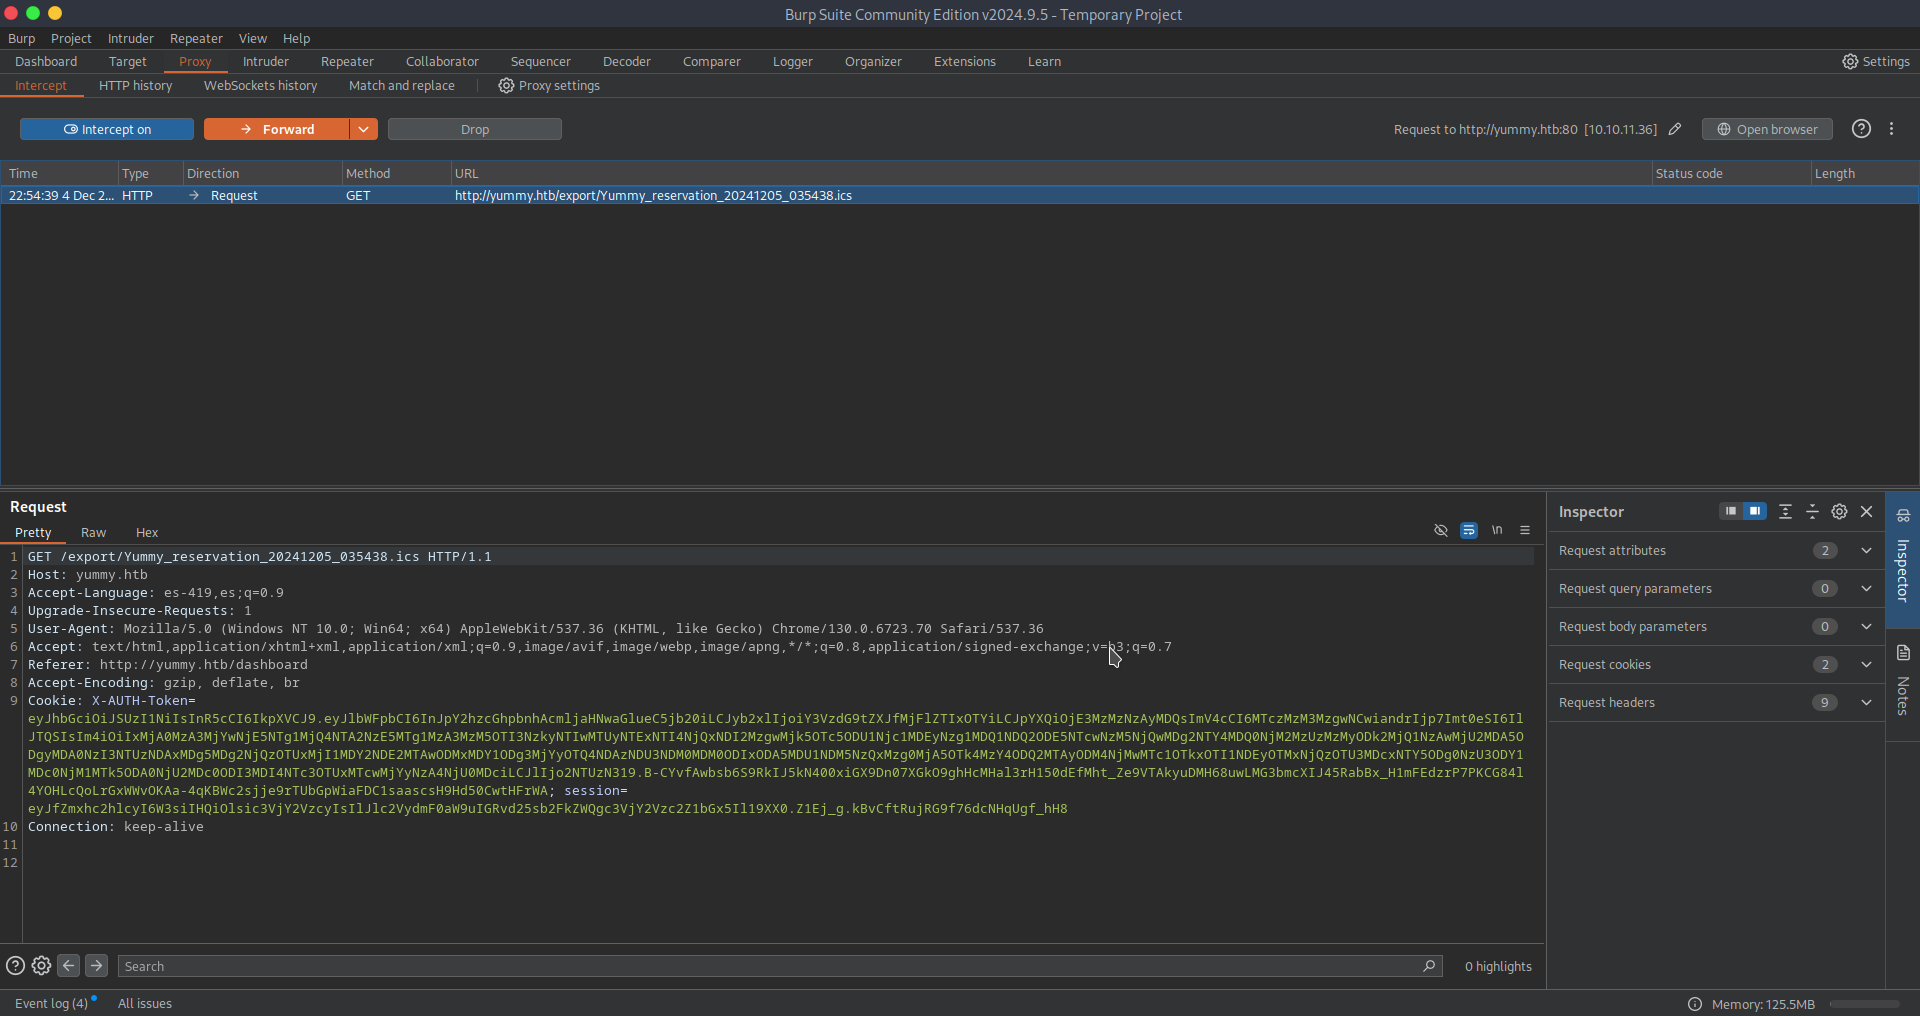 Burp Suite Community Edition v2024.9.5 - Temporary Project
Burp Project Intruder Repeater View Help
Dashboard Target Proxy Intruder Repeater Collaborator Sequencer Decoder Comparer Logger Organizer Extensions Learn Settings
Intercept HTTP history WebSockets history Match and replace Proxy settings
Intercept on Forward Drop Request to http://yummy.htb:80 [10.10.11.36] Open browser
Time Type Direction Method URL Status code Length
22:54:39 4 Dec 2... HTTP → Request GET http://yummy.htb/export/Yummy_reservation_20241205_035438.ics
Request
Pretty Raw Hex
\n
1 GET /export/Yummy_reservation_20241205_035438.ics HTTP/1.1
2 Host: yummy.htb
3 Accept-Language: es-419,es;q=0.9
4 Upgrade-Insecure-Requests: 1
5 User-Agent: Mozilla/5.0 (Windows NT 10.0; Win64; x64) AppleWebKit/537.36 (KHTML, like Gecko) Chrome/130.0.6723.70 Safari/537.36
6 Accept: text/html,application/xhtml+xml,application/xml;q=0.9,image/avif,image/webp,image/apng,*/*;q=0.8,application/signed-exchange;v=b3;q=0.7
7 Referer: http://yummy.htb/dashboard
8 Accept-Encoding: gzip, deflate, br
9 Cookie: X-AUTH-Token=
session=
10 Connection: keep-alive
11
12
Inspector
Request attributes 2
Request query parameters 0
Request body parameters 0
Request cookies 2
Request headers 9
Inspector
Notes
Search 0 highlights
Event log (4) All issues Memory: 125.5MB